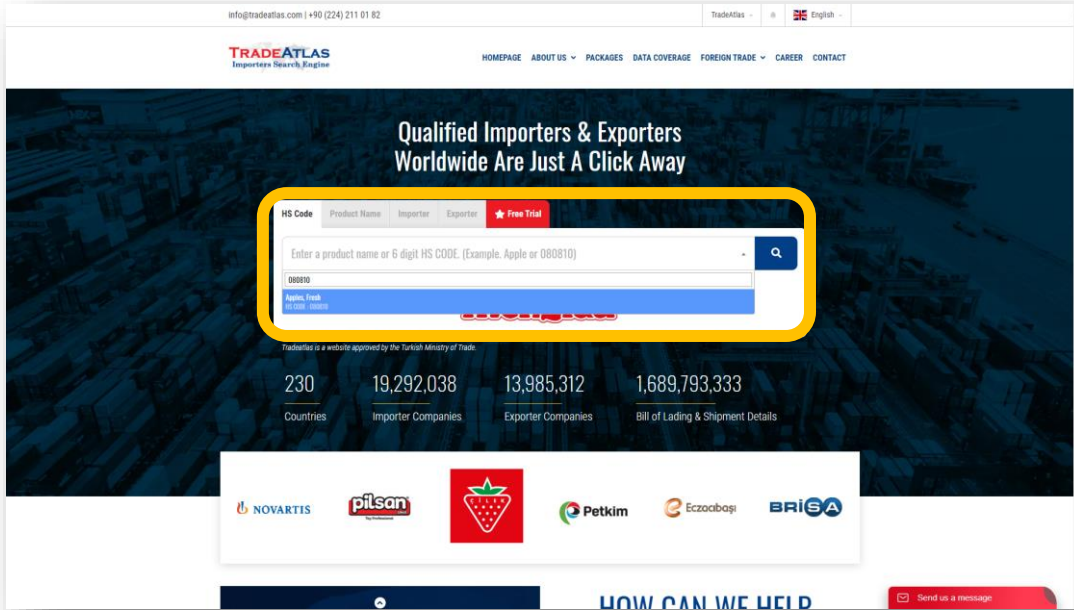 info@tradeatlas.com | +90 (224) 211 01 82
TradeAtlas
English
TRADEATLAS
Importers Search Engine
HOMEPAGE ABOUT US PACKAGES DATA COVERAGE FOREIGN TRADE CAREER CONTACT
Qualified Importers & Exporters
Worldwide Are Just A Click Away
HS Code Product Name Importer Exporter Free Trial
Enter a product name or 6 digit HS CODE. (Example. Apple or 080810)
080810
Apples, Fresh
HS CODE : 080810
Tradeatlas is a website approved by the Turkish Ministry of Trade.
230 19,292,038 13,985,312 1,689,793,333
Countries Importer Companies Exporter Companies Bill of Lading & Shipment Details
NOVARTIS
pilsan
Toy Professional
ÇİLEK
Petkim
Eczacıbaşı
BRISA
HOW CAN WE HELP
Send us a message